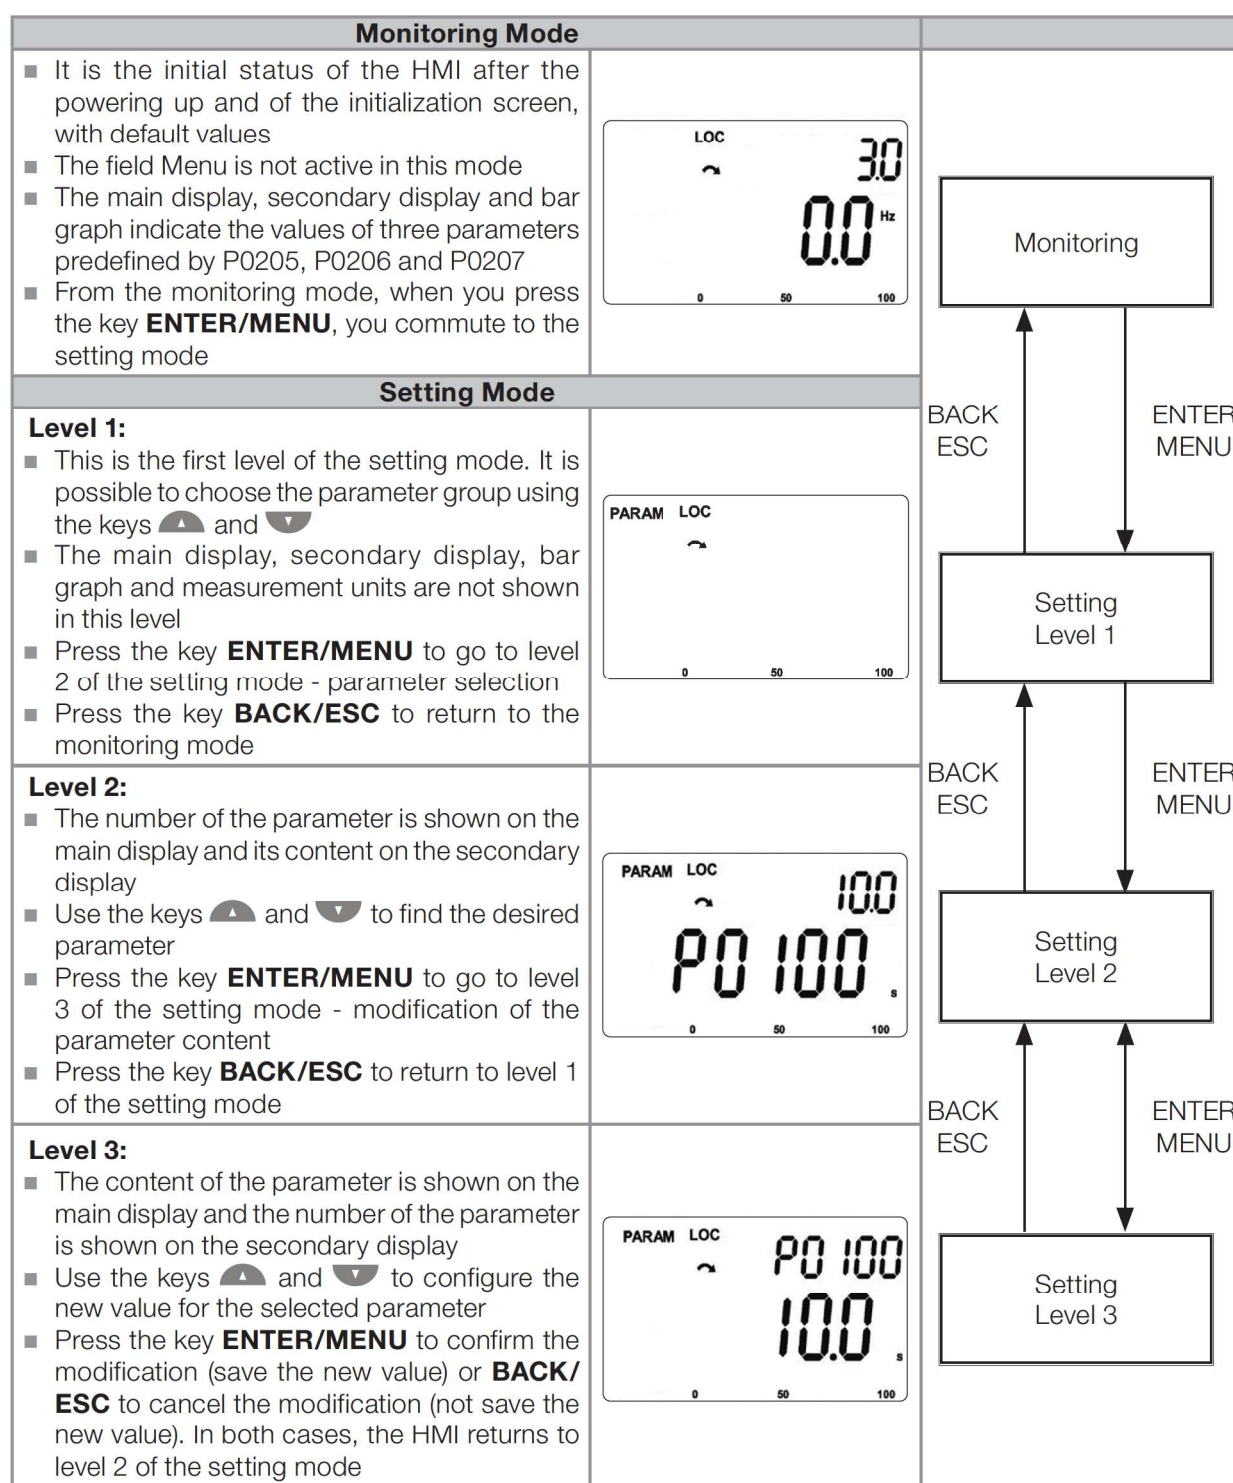 Monitoring Mode
■ It is the initial status of the HMI after the
powering up and of the initialization screen,
with default values
■ The field Menu is not active in this mode
■ The main display, secondary display and bar
graph indicate the values of three parameters
predefined by P0205, P0206 and P0207
■ From the monitoring mode, when you press
the key ENTER/MENU, you commute to the
setting mode
LOC
3.0
0.0 Hz
0 50 100
Setting Mode
Level 1:
■ This is the first level of the setting mode. It is
possible to choose the parameter group using
the keys and
■ The main display, secondary display, bar
graph and measurement units are not shown
in this level
■ Press the key ENTER/MENU to go to level
2 of the setting mode - parameter selection
■ Press the key BACK/ESC to return to the
monitoring mode
PARAM LOC
0 50 100
Level 2:
■ The number of the parameter is shown on the
main display and its content on the secondary
display
■ Use the keys and to find the desired
parameter
■ Press the key ENTER/MENU to go to level
3 of the setting mode - modification of the
parameter content
■ Press the key BACK/ESC to return to level 1
of the setting mode
PARAM LOC
10.0
P0100 s
0 50 100
Level 3:
■ The content of the parameter is shown on the
main display and the number of the parameter
is shown on the secondary display
■ Use the keys and to configure the
new value for the selected parameter
■ Press the key ENTER/MENU to confirm the
modification (save the new value) or BACK/
ESC to cancel the modification (not save the
new value). In both cases, the HMI returns to
level 2 of the setting mode
PARAM LOC
P0100
10.0 s
0 50 100
Monitoring
BACK
ESC
ENTER
MENU
Setting
Level 1
BACK
ESC
ENTER
MENU
Setting
Level 2
BACK
ESC
ENTER
MENU
Setting
Level 3